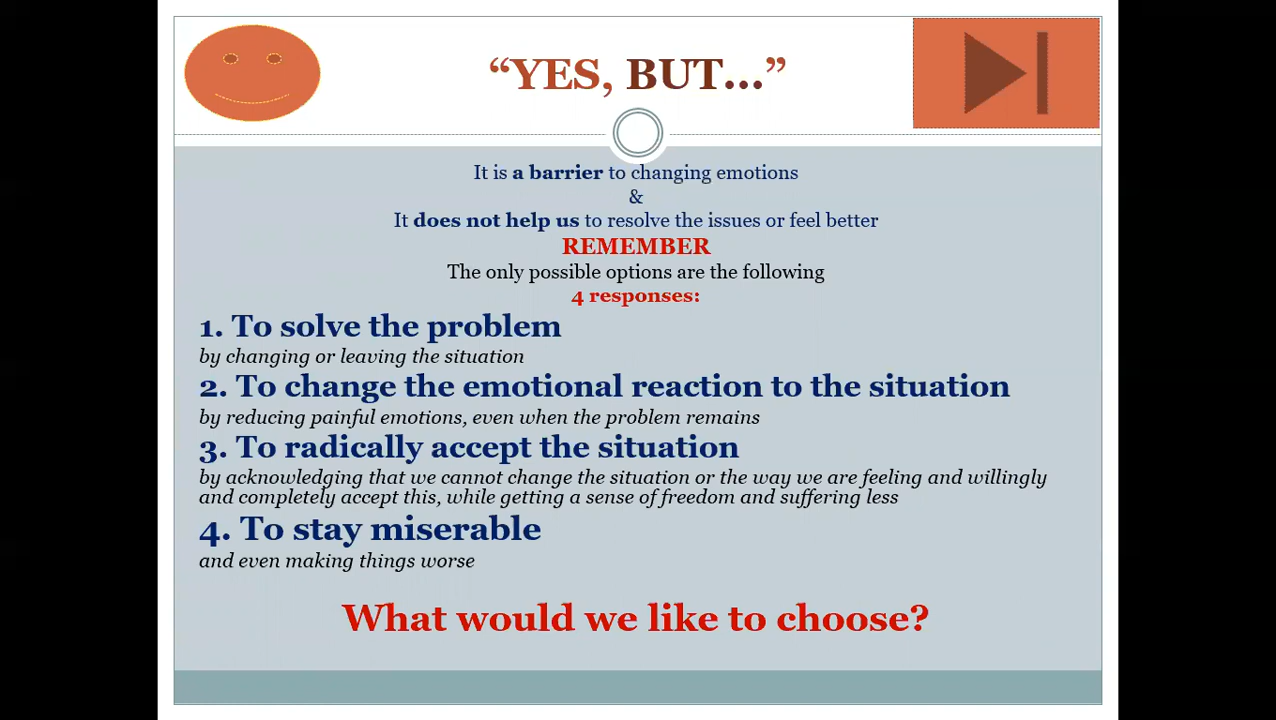 “YES, BUT...”
It is a barrier to changing emotions
&
It does not help us to resolve the issues or feel better
REMEMBER
The only possible options are the following
4 responses:
1. To solve the problem
by changing or leaving the situation
2. To change the emotional reaction to the situation
by reducing painful emotions, even when the problem remains
3. To radically accept the situation
by acknowledging that we cannot change the situation or the way we are feeling and willingly
and completely accept this, while getting a sense of freedom and suffering less
4. To stay miserable
and even making things worse
What would we like to choose?